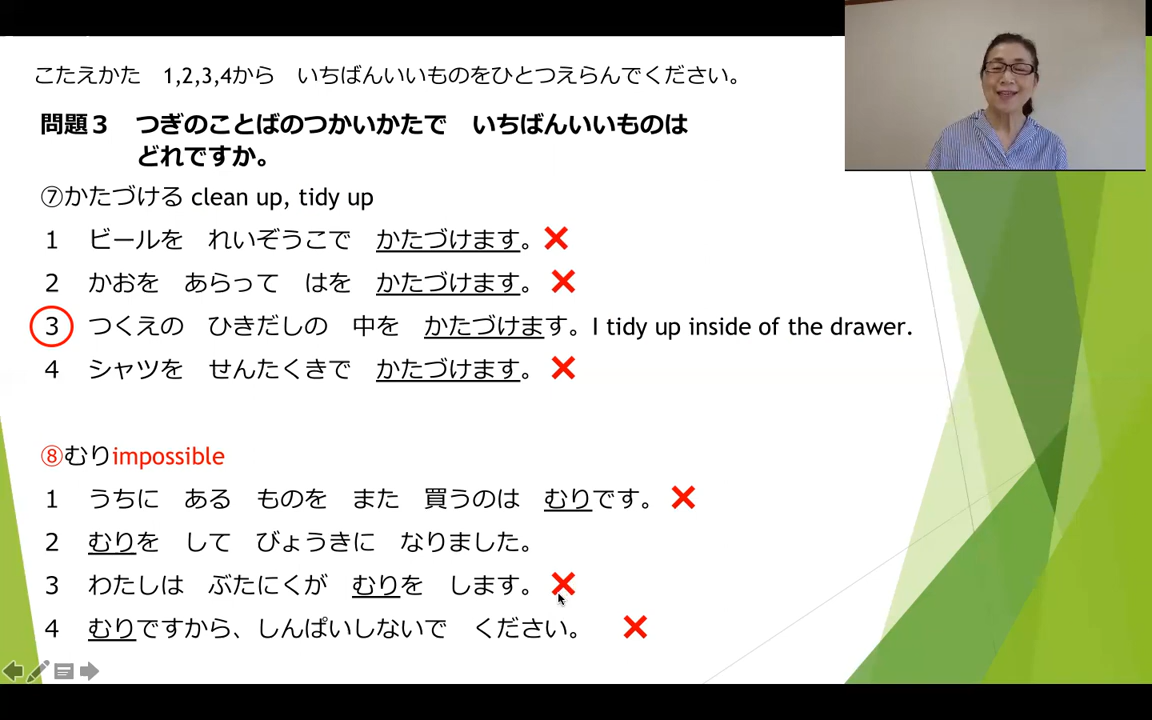 こたえかた　1,2,3,4から　いちばんいいものをひとつえらんでください。
問題３　つぎのことばのつかいかたで　いちばんいいものは
どれですか。
⑦かたづける clean up, tidy up
1　ビールを　れいぞうこで　かたづけます。
2　かおを　あらって　はを　かたづけます。
3　つくえの　ひきだしの　中を　かたづけます。I tidy up inside of the drawer.
4　シャツを　せんたくきで　かたづけます。
⑧むりimpossible
1　うちに　ある　ものを　また　買うのは　むりです。
2　むりを　して　びょうきに　なりました。
3　わたしは　ぶたにくが　むりを　します。
4　むりですから、しんぱいしないで　ください。